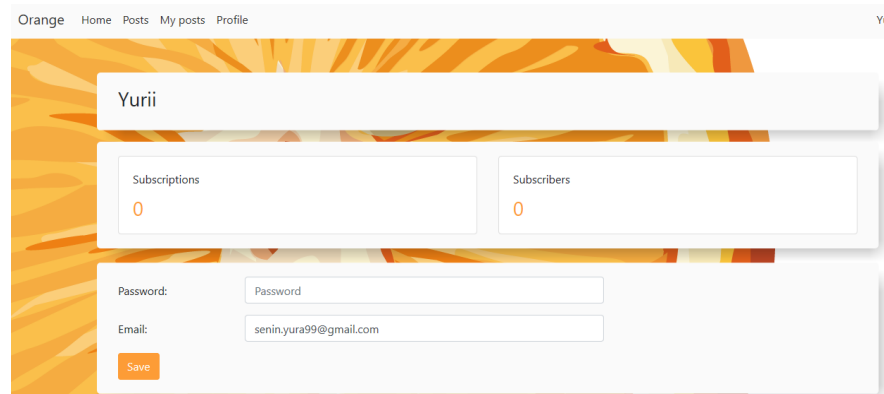 Orange Home Posts My posts Profile
Yurii
Subscriptions Subscribers
0 0
Password: Password
Email: senin.yura99@gmail.com
Save